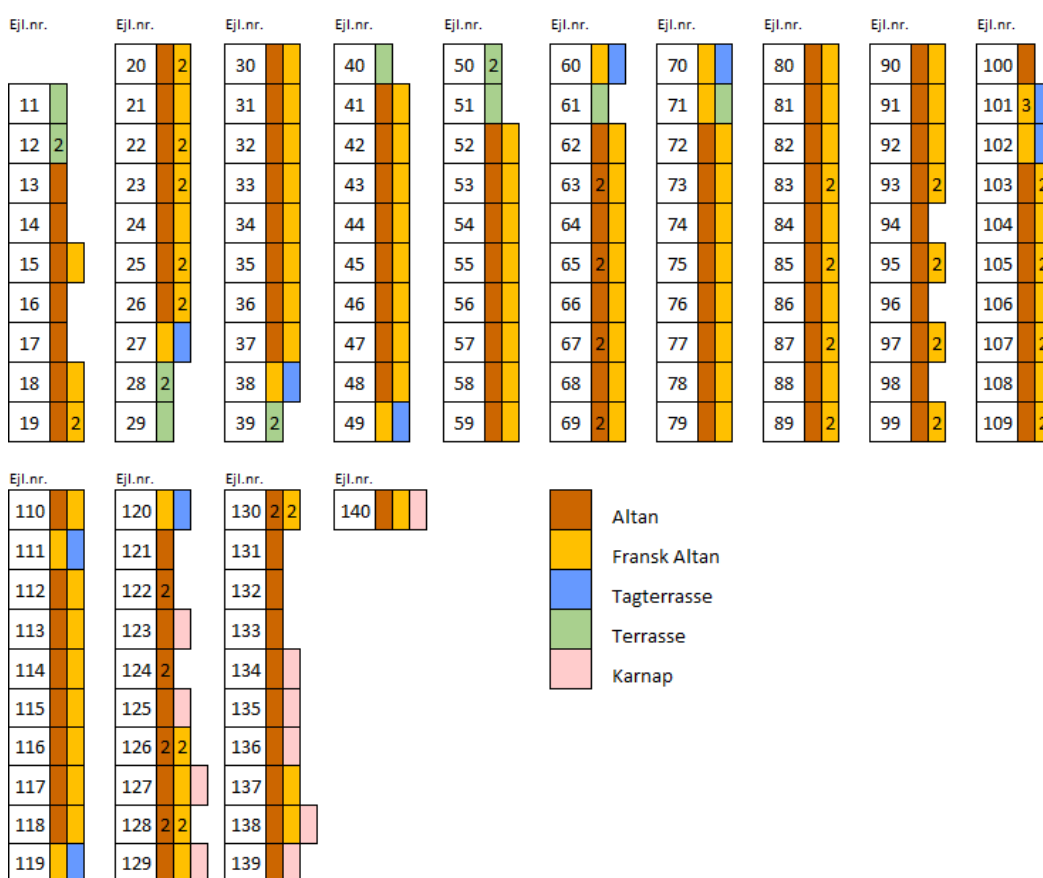 Ejl.nr. Ejl.nr. Ejl.nr. Ejl.nr. Ejl.nr. Ejl.nr. Ejl.nr. Ejl.nr. Ejl.nr. Ejl.nr.
20 2 30 40 50 2 60 70 80 90 100
11 21 31 41 51 61 71 81 91 101 3
12 2 22 2 32 42 52 62 72 82 92 102
13 23 2 33 43 53 63 2 73 83 2 93 2 103 2
14 24 34 44 54 64 74 84 94 104
15 25 2 35 45 55 65 2 75 85 2 95 2 105 2
16 26 2 36 46 56 66 76 86 96 106
17 27 37 47 57 67 2 77 87 2 97 2 107 2
18 28 2 38 48 58 68 78 88 98 108
19 2 29 39 2 49 59 69 2 79 89 2 99 2 109 2
Ejl.nr. Ejl.nr. Ejl.nr. Ejl.nr.
110 120 130 2 2 140
Altan
111 121 131
Fransk Altan
112 122 2 132
Tagterrasse
113 123 133
Terrasse
114 124 2 134
Karnap
115 125 135
116 126 2 2 136
117 127 137
118 128 2 2 138
119 129 139